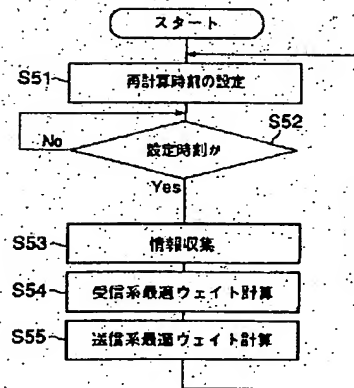 スタート
S51
再計算時刻の設定
S52
設定時刻か
No
Yes
S53
情報収集
S54
受信系最適ウェイト計算
S55
送信系最適ウェイト計算